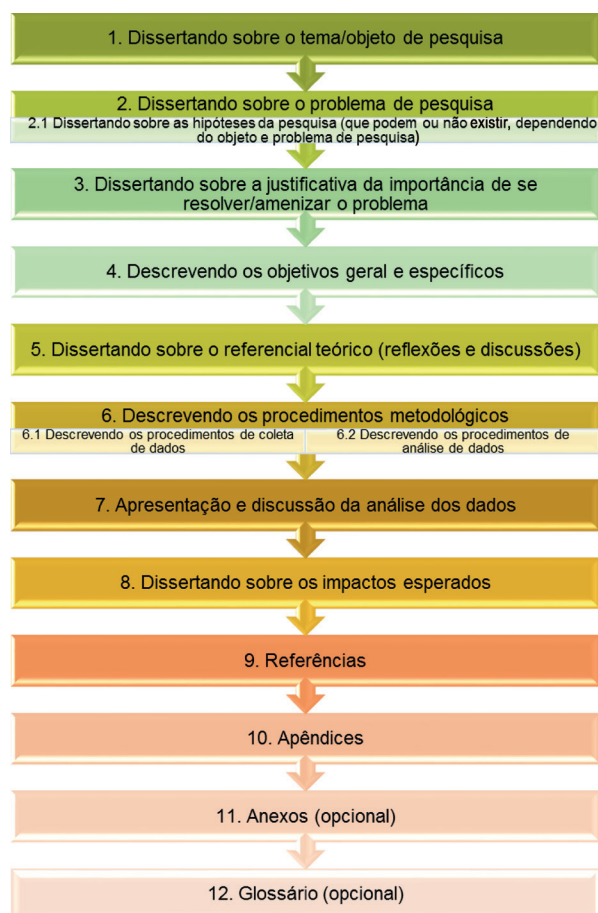 1. Dissertando sobre o tema/objeto de pesquisa
2. Dissertando sobre o problema de pesquisa
2.1 Dissertando sobre as hipóteses da pesquisa (que podem ou não existir, dependendo
do objeto e problema de pesquisa)
3. Dissertando sobre a justificativa da importância de se
resolver/amenizar o problema
4. Descrevendo os objetivos geral e específicos
5. Dissertando sobre o referencial teórico (reflexões e discussões)
6. Descrevendo os procedimentos metodológicos
6.1 Descrevendo os procedimentos de coleta
de dados
6.2 Descrevendo os procedimentos de
análise de dados
7. Apresentação e discussão da análise dos dados
8. Dissertando sobre os impactos esperados
9. Referências
10. Apêndices
11. Anexos (opcional)
12. Glossário (opcional)